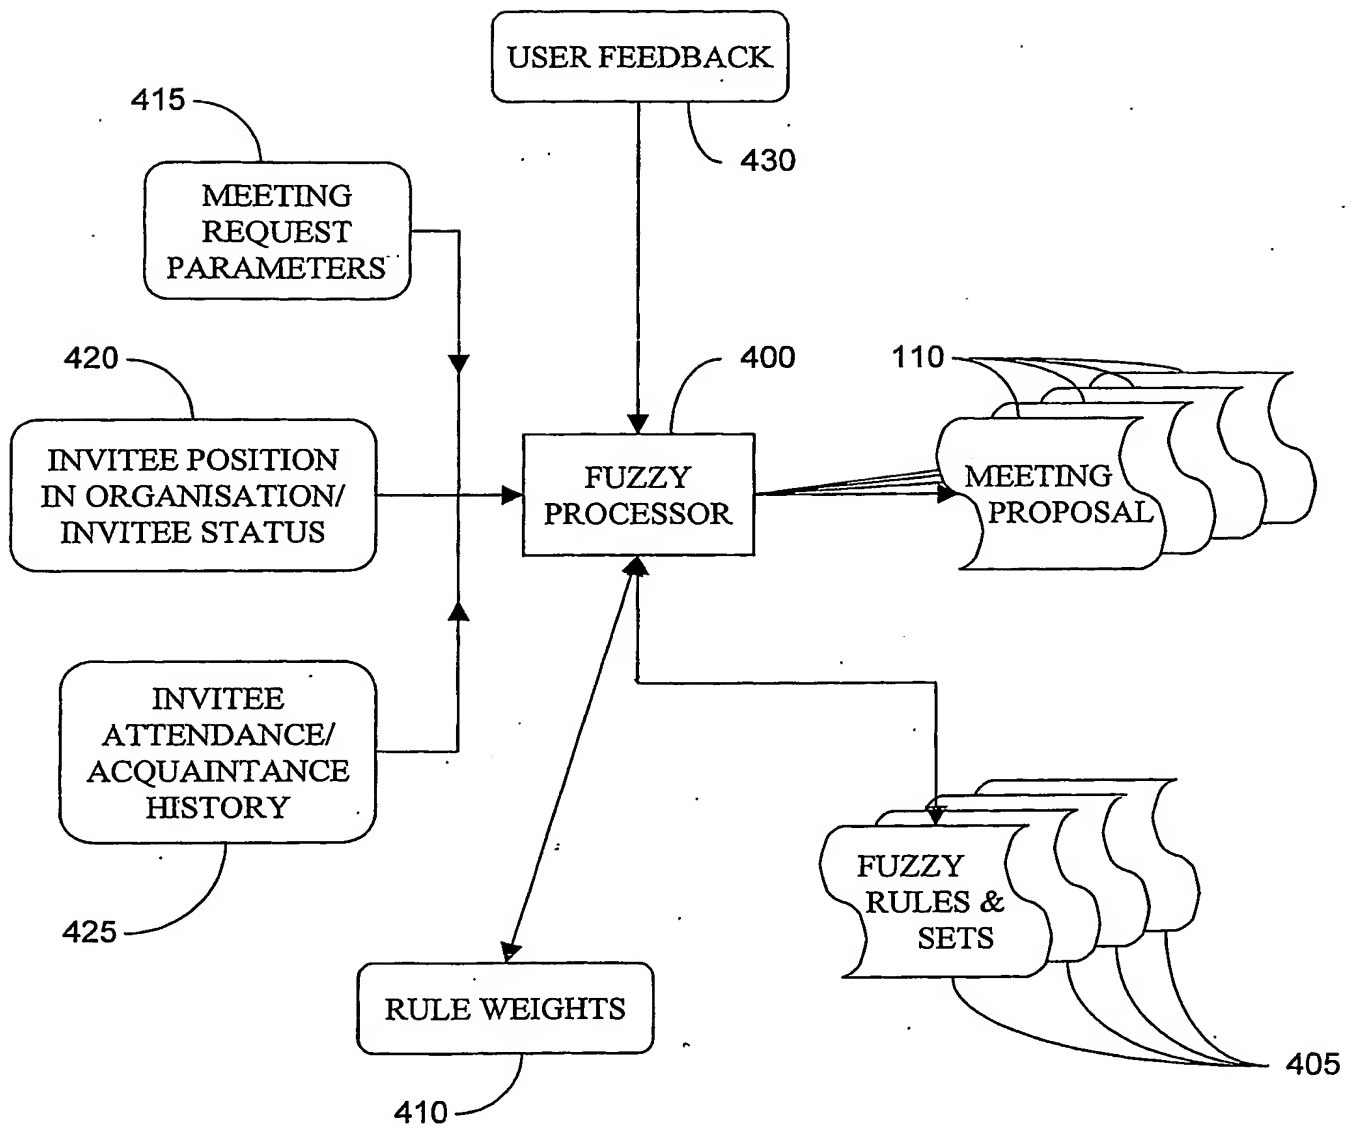 USER FEEDBACK
430
415
MEETING
REQUEST
PARAMETERS
420
INVITEE POSITION
IN ORGANISATION/
INVITEE STATUS
400
FUZZY
PROCESSOR
110
MEETING
PROPOSAL
INVITEE
ATTENDANCE/
ACQUAINTANCE
HISTORY
425
RULE WEIGHTS
410
FUZZY
RULES &
SETS
405